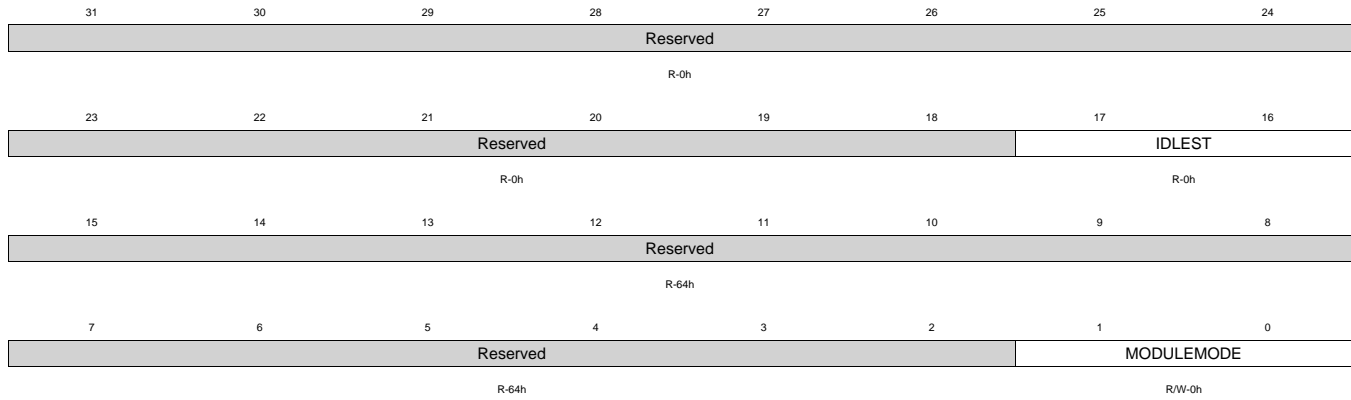 31 30 29 28 27 26 25 24
Reserved
R-0h
23 22 21 20 19 18 17 16
Reserved IDLEST
R-0h R-0h
15 14 13 12 11 10 9 8
Reserved
R-64h
7 6 5 4 3 2 1 0
Reserved MODULEMODE
R-64h R/W-0h